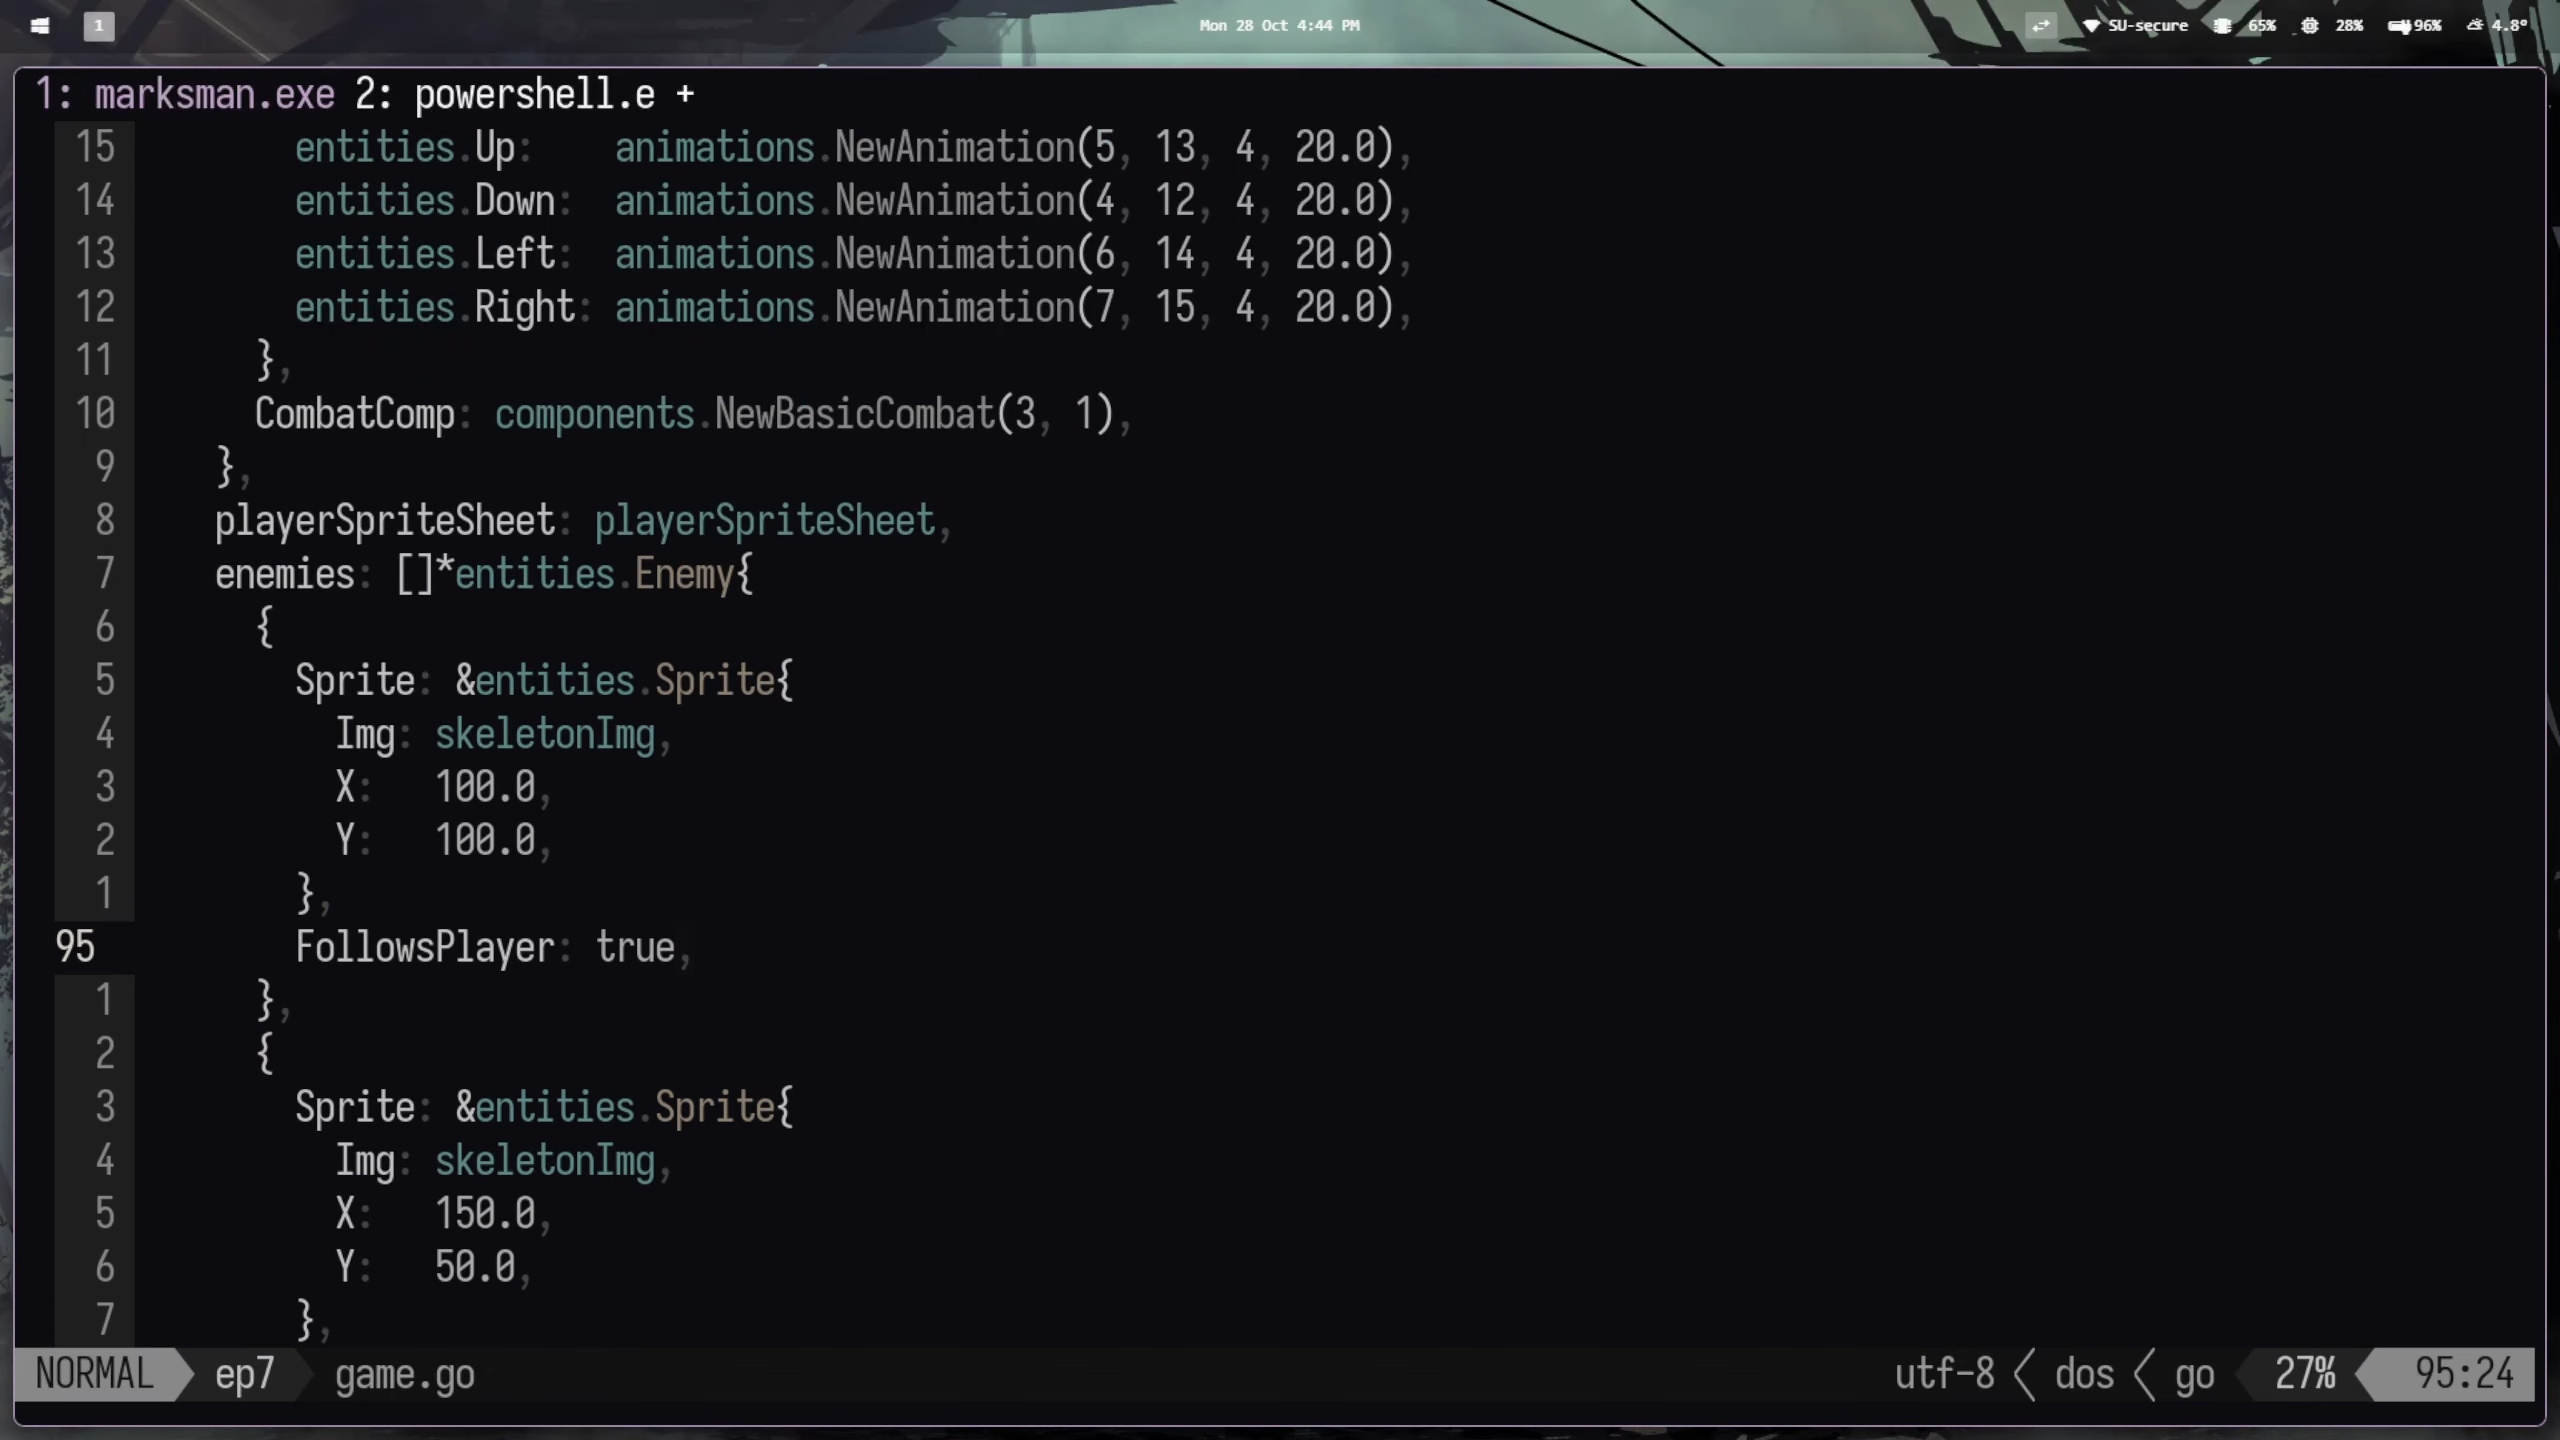 1 Mon 28 Oct 4:44 PM SU-secure 65% 28% 96% 4.8°
1: marksman.exe 2: powershell.e +
15 entities.Up: animations.NewAnimation(5, 13, 4, 20.0),
14 entities.Down: animations.NewAnimation(4, 12, 4, 20.0),
13 entities.Left: animations.NewAnimation(6, 14, 4, 20.0),
12 entities.Right: animations.NewAnimation(7, 15, 4, 20.0),
11 },
10 CombatComp: components.NewBasicCombat(3, 1),
9 },
8 playerSpriteSheet: playerSpriteSheet,
7 enemies: []*entities.Enemy{
6 {
5 Sprite: &entities.Sprite{
4 Img: skeletonImg,
3 X: 100.0,
2 Y: 100.0,
1 },
95 FollowsPlayer: true,
1 },
2 {
3 Sprite: &entities.Sprite{
4 Img: skeletonImg,
5 X: 150.0,
6 Y: 50.0,
7 },
NORMAL ep7 game.go utf-8 dos go 27% 95:24